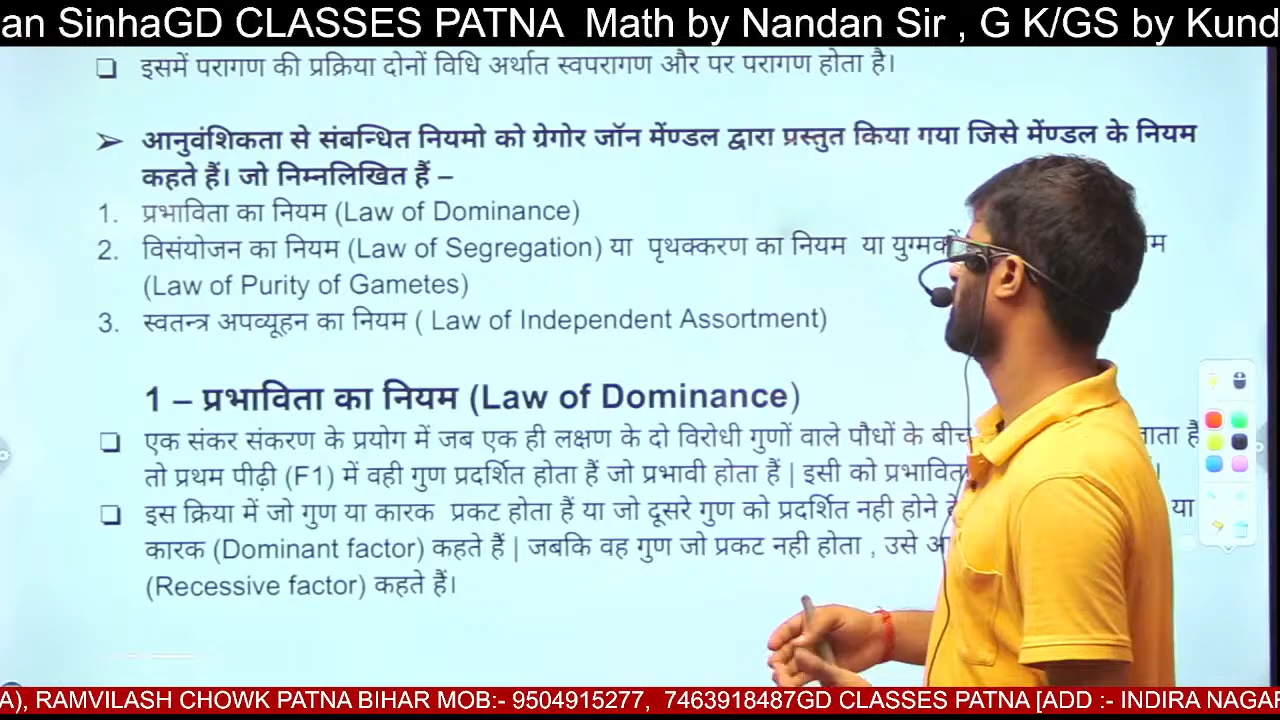 an SinhaGD CLASSES PATNA Math by Nandan Sir , G K/GS by Kund
इसमें परागण की प्रक्रिया दोनों विधि अर्थात स्वपरागण और पर परागण होता है।
आनुवंशिकता से संबन्धित नियमो को ग्रेगोर जॉन मेंण्डल द्वारा प्रस्तुत किया गया जिसे मेंण्डल के नियम
कहते हैं। जो निम्नलिखित हैं –
1. प्रभाविता का नियम (Law of Dominance)
2. विसंयोजन का नियम (Law of Segregation) या पृथक्करण का नियम या
(Law of Purity of Gametes)
3. स्वतन्त्र अपव्यूहन का नियम ( Law of Independent Assortment)
1 – प्रभाविता का नियम (Law of Dominance)
एक संकर संकरण के प्रयोग में जब एक ही लक्षण के दो विरोधी गुणों वाले पौधों के
तो प्रथम पीढ़ी (F1) में वही गुण प्रदर्शित होता हैं जो प्रभावी होता हैं | इसी को
इस क्रिया में जो गुण या कारक प्रकट होता हैं या जो दूसरे गुण को प्रदर्शित नही होने या
कारक (Dominant factor) कहते हैं | जबकि वह गुण जो प्रकट नही होता , उसे
(Recessive factor) कहते हैं।
A), RAMVILASH CHOWK PATNA BIHAR MOB:- 9504915277, 7463918487GD CLASSES PATNA [ADD :- INDIRA NAGAR